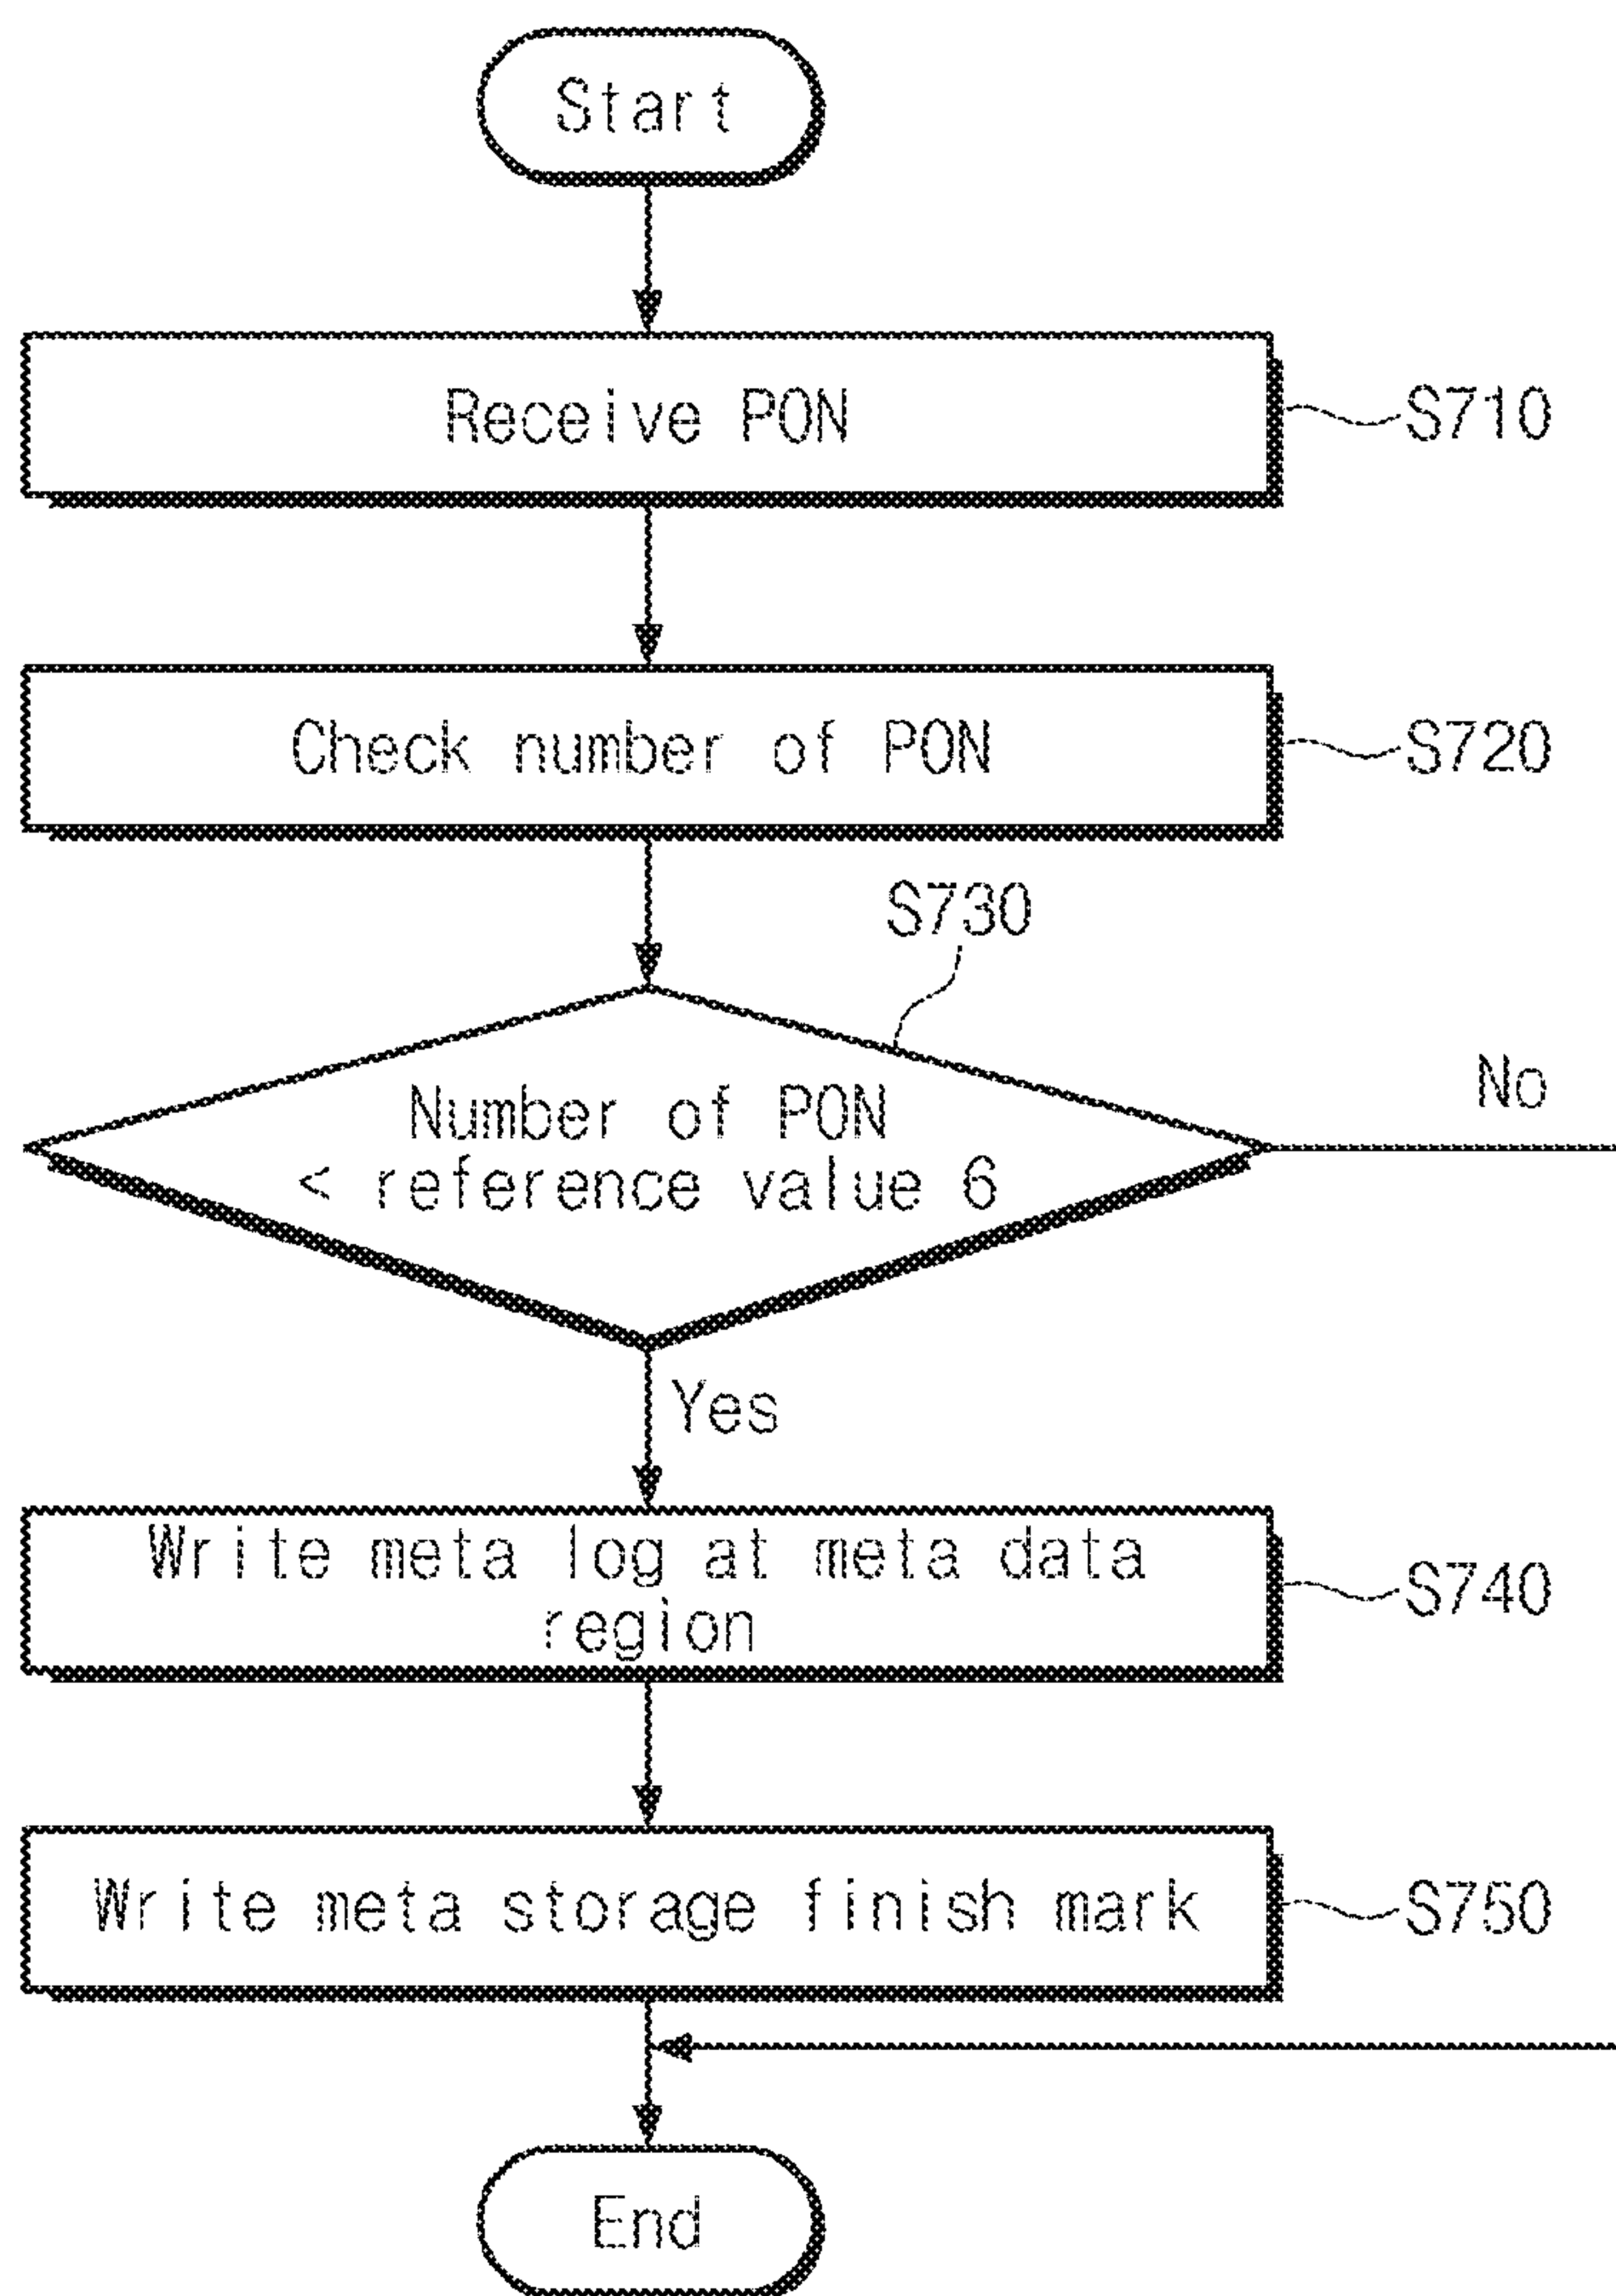 Start
Receive PON
S710
Check number of PON
S720
S730
Number of PON
< reference value 6
No
Yes
Write meta log at meta data
region
S740
Write meta storage finish mark
S750
End